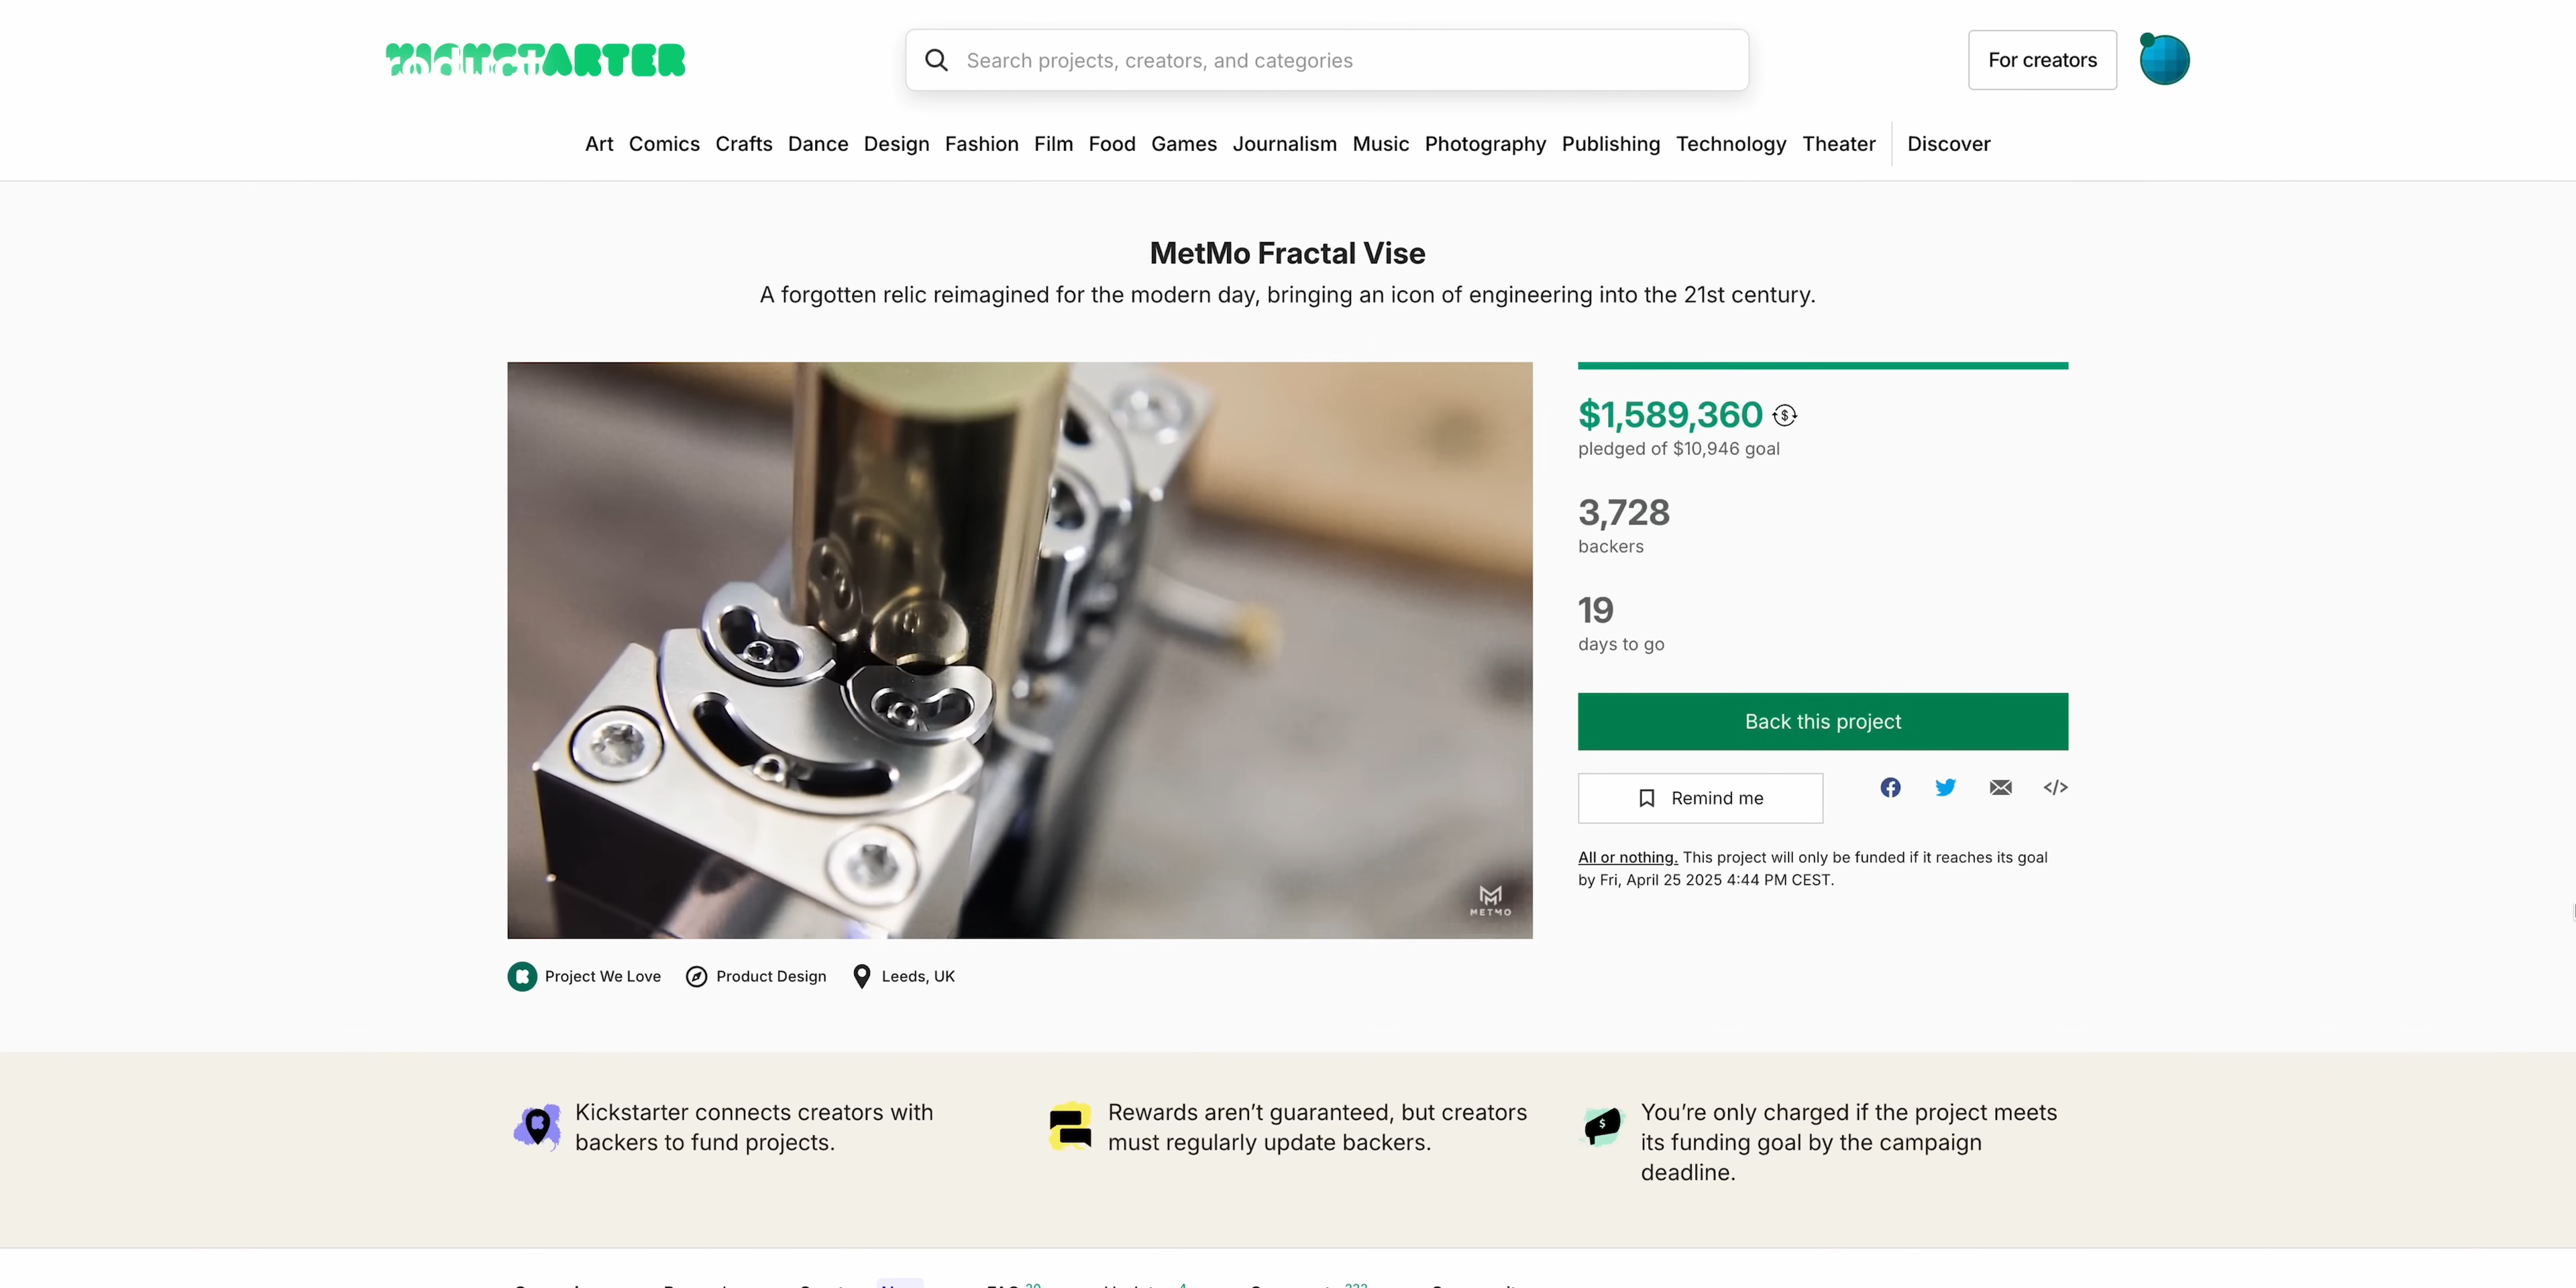 Search projects, creators, and categories
For creators
Art Comics Crafts Dance Design Fashion Film Food Games Journalism Music Photography Publishing Technology Theater Discover
MetMo Fractal Vise
A forgotten relic reimagined for the modern day, bringing an icon of engineering into the 21st century.
$1,589,360
pledged of $10,946 goal
3,728
backers
19
days to go
Back this project
Remind me
All or nothing. This project will only be funded if it reaches its goal
by Fri, April 25 2025 4:44 PM CEST.
METMO
Project We Love Product Design Leeds, UK
Kickstarter connects creators with
backers to fund projects.
Rewards aren’t guaranteed, but creators
must regularly update backers.
You’re only charged if the project meets
its funding goal by the campaign
deadline.